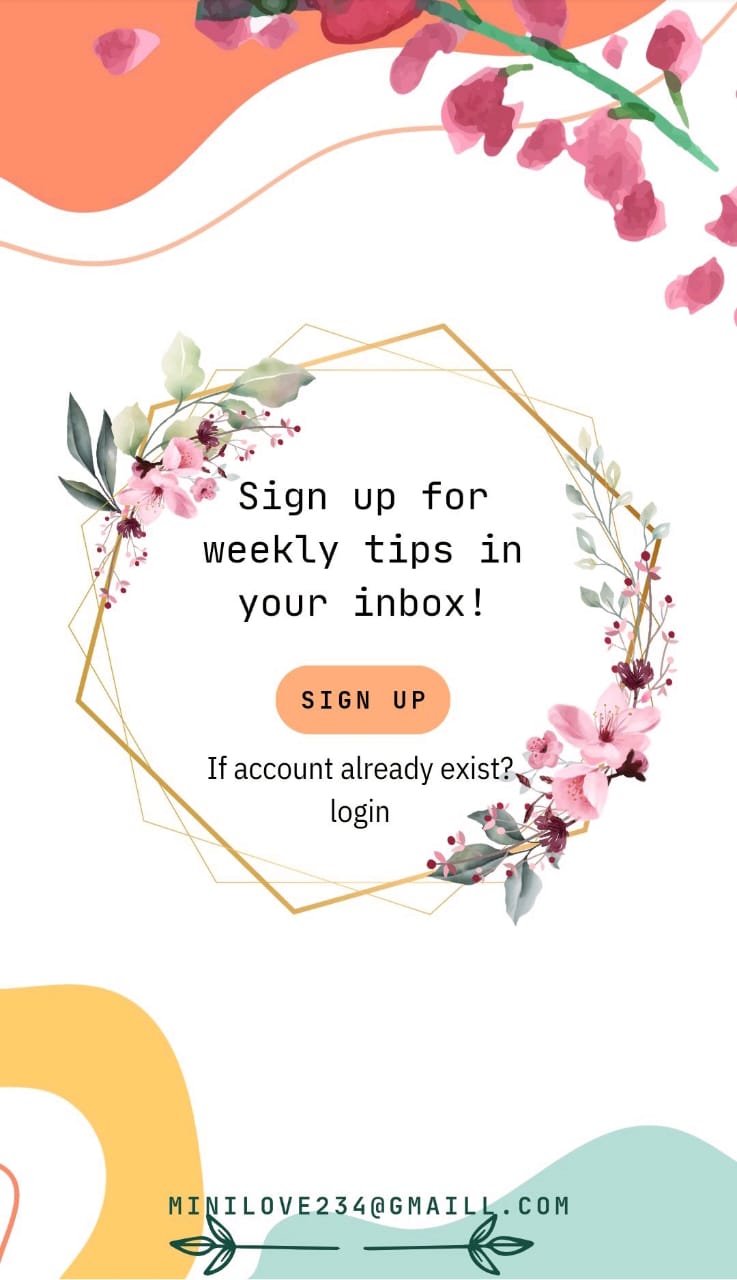 Sign up for
weekly tips in
your inbox!
SIGN UP
If account already exist?
login
MINILOVE234@GMAILL.COM